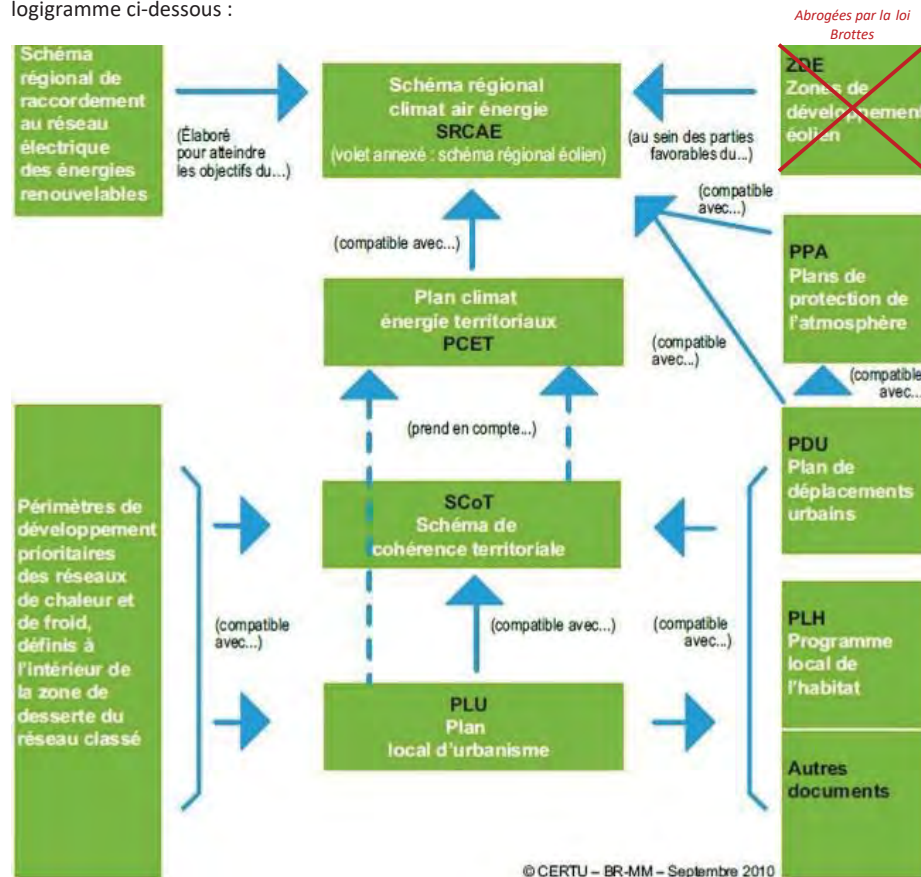 logigramme ci-dessous :
Abrogées par la loi
Brottes
Schéma
régional de
raccordement
au réseau
électrique
des énergies
renouvelables
(Élaboré
pour atteindre
les objectifs du...)
Schéma régional
climat air énergie
SRCAE
(volet annexé : schéma régional éolien)
(au sein des parties
favorables du...)
ZDE
Zones de
développement
éolien
(compatible
avec...)
(compatible avec...)
PPA
Plans de
protection de
l'atmosphère
Plan climat
énergie territoriaux
PCET
(compatible
avec...)
(compatible
avec...
(prend en compte...)
PDU
Plan de
déplacements
urbains
Périmètres de
développement
prioritaires
des réseaux
de chaleur et
de froid,
définis à
l'intérieur de
la zone de
desserte du
réseau classé
SCoT
Schéma de
cohérence territoriale
(compatible
avec...)
(compatible avec...)
(compatible
avec...)
PLH
Programme
local de
l'habitat
PLU
Plan
local d'urbanisme
Autres
documents
© CERTU – BR-MM – Septembre 2010